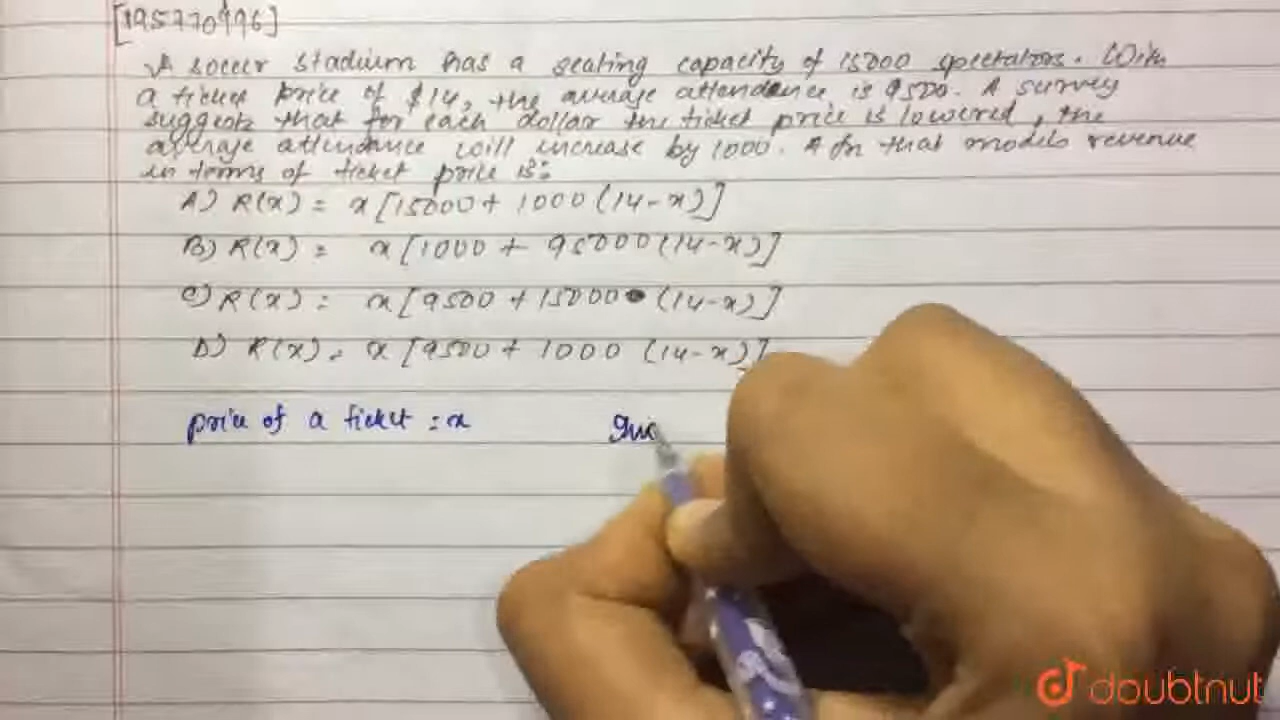 [195770996]
A soccer stadium has a seating capacity of 15000 spectators. With
a ticket price of $14, the average attendence is 9500. A survey
suggests that for each dollar the ticket price is lowered, the
average attendance will increase by 1000. A fn that models revenue
in terms of ticket price is:
A) R(x) = x[15000 + 1000(14-x)]
B) R(x) = x[1000 + 95000(14-x)]
C) R(x) = x[9500 + 15000 (14-x)]
D) R(x) = x[9500 + 1000 (14-x)]
price of a ticket = x
doubtnut